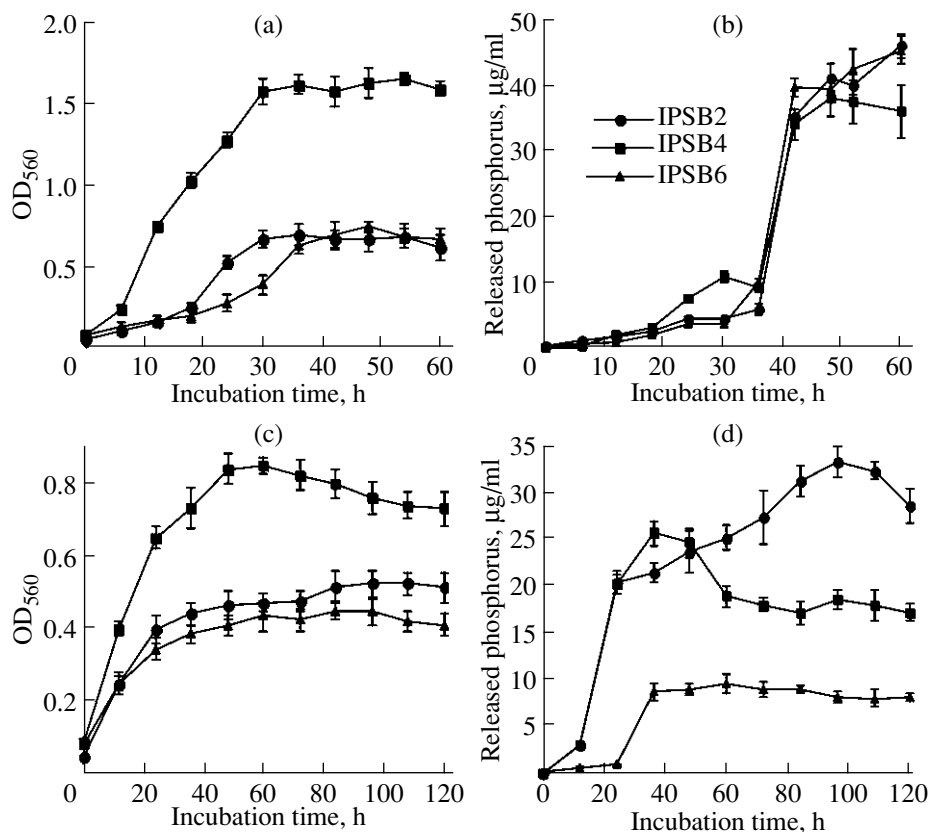 (a)
2.0
1.5
1.0
0.5
0 10 20 30 40 50 60
OD560
Incubation time, h
(b)
50
40
30
20
10
0 10 20 30 40 50 60
Released phosphorus, µg/ml
Incubation time, h
IPSB2
IPSB4
IPSB6
(c)
0.8
0.6
0.4
0.2
0 20 40 60 80 100 120
OD560
Incubation time, h
(d)
35
30
25
20
15
10
5
0 20 40 60 80 100 120
Released phosphorus, µg/ml
Incubation time, h